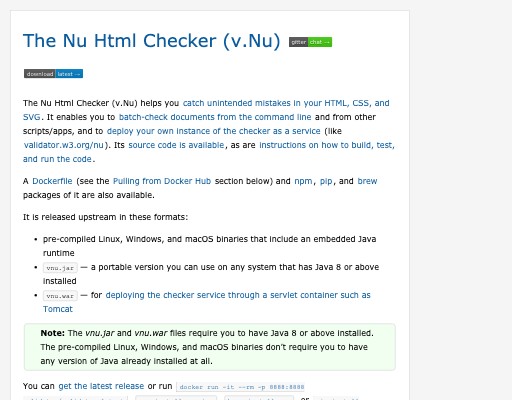 The Nu Html Checker (v.Nu) gitter chat →
download latest →
The Nu Html Checker (v.Nu) helps you catch unintended mistakes in your HTML, CSS, and
SVG. It enables you to batch-check documents from the command line and from other
scripts/apps, and to deploy your own instance of the checker as a service (like
validator.w3.org/nu). Its source code is available, as are instructions on how to build, test,
and run the code.
A Dockerfile (see the Pulling from Docker Hub section below) and npm, pip, and brew
packages of it are also available.
It is released upstream in these formats:
• pre-compiled Linux, Windows, and macOS binaries that include an embedded Java
runtime
• vnu.jar — a portable version you can use on any system that has Java 8 or above
installed
• vnu.war — for deploying the checker service through a servlet container such as
Tomcat
Note: The vnu.jar and vnu.war files require you to have Java 8 or above installed.
The pre-compiled Linux, Windows, and macOS binaries don't require you to have
any version of Java already installed at all.
You can get the latest release or run docker run -it --rm -p 8888:8888